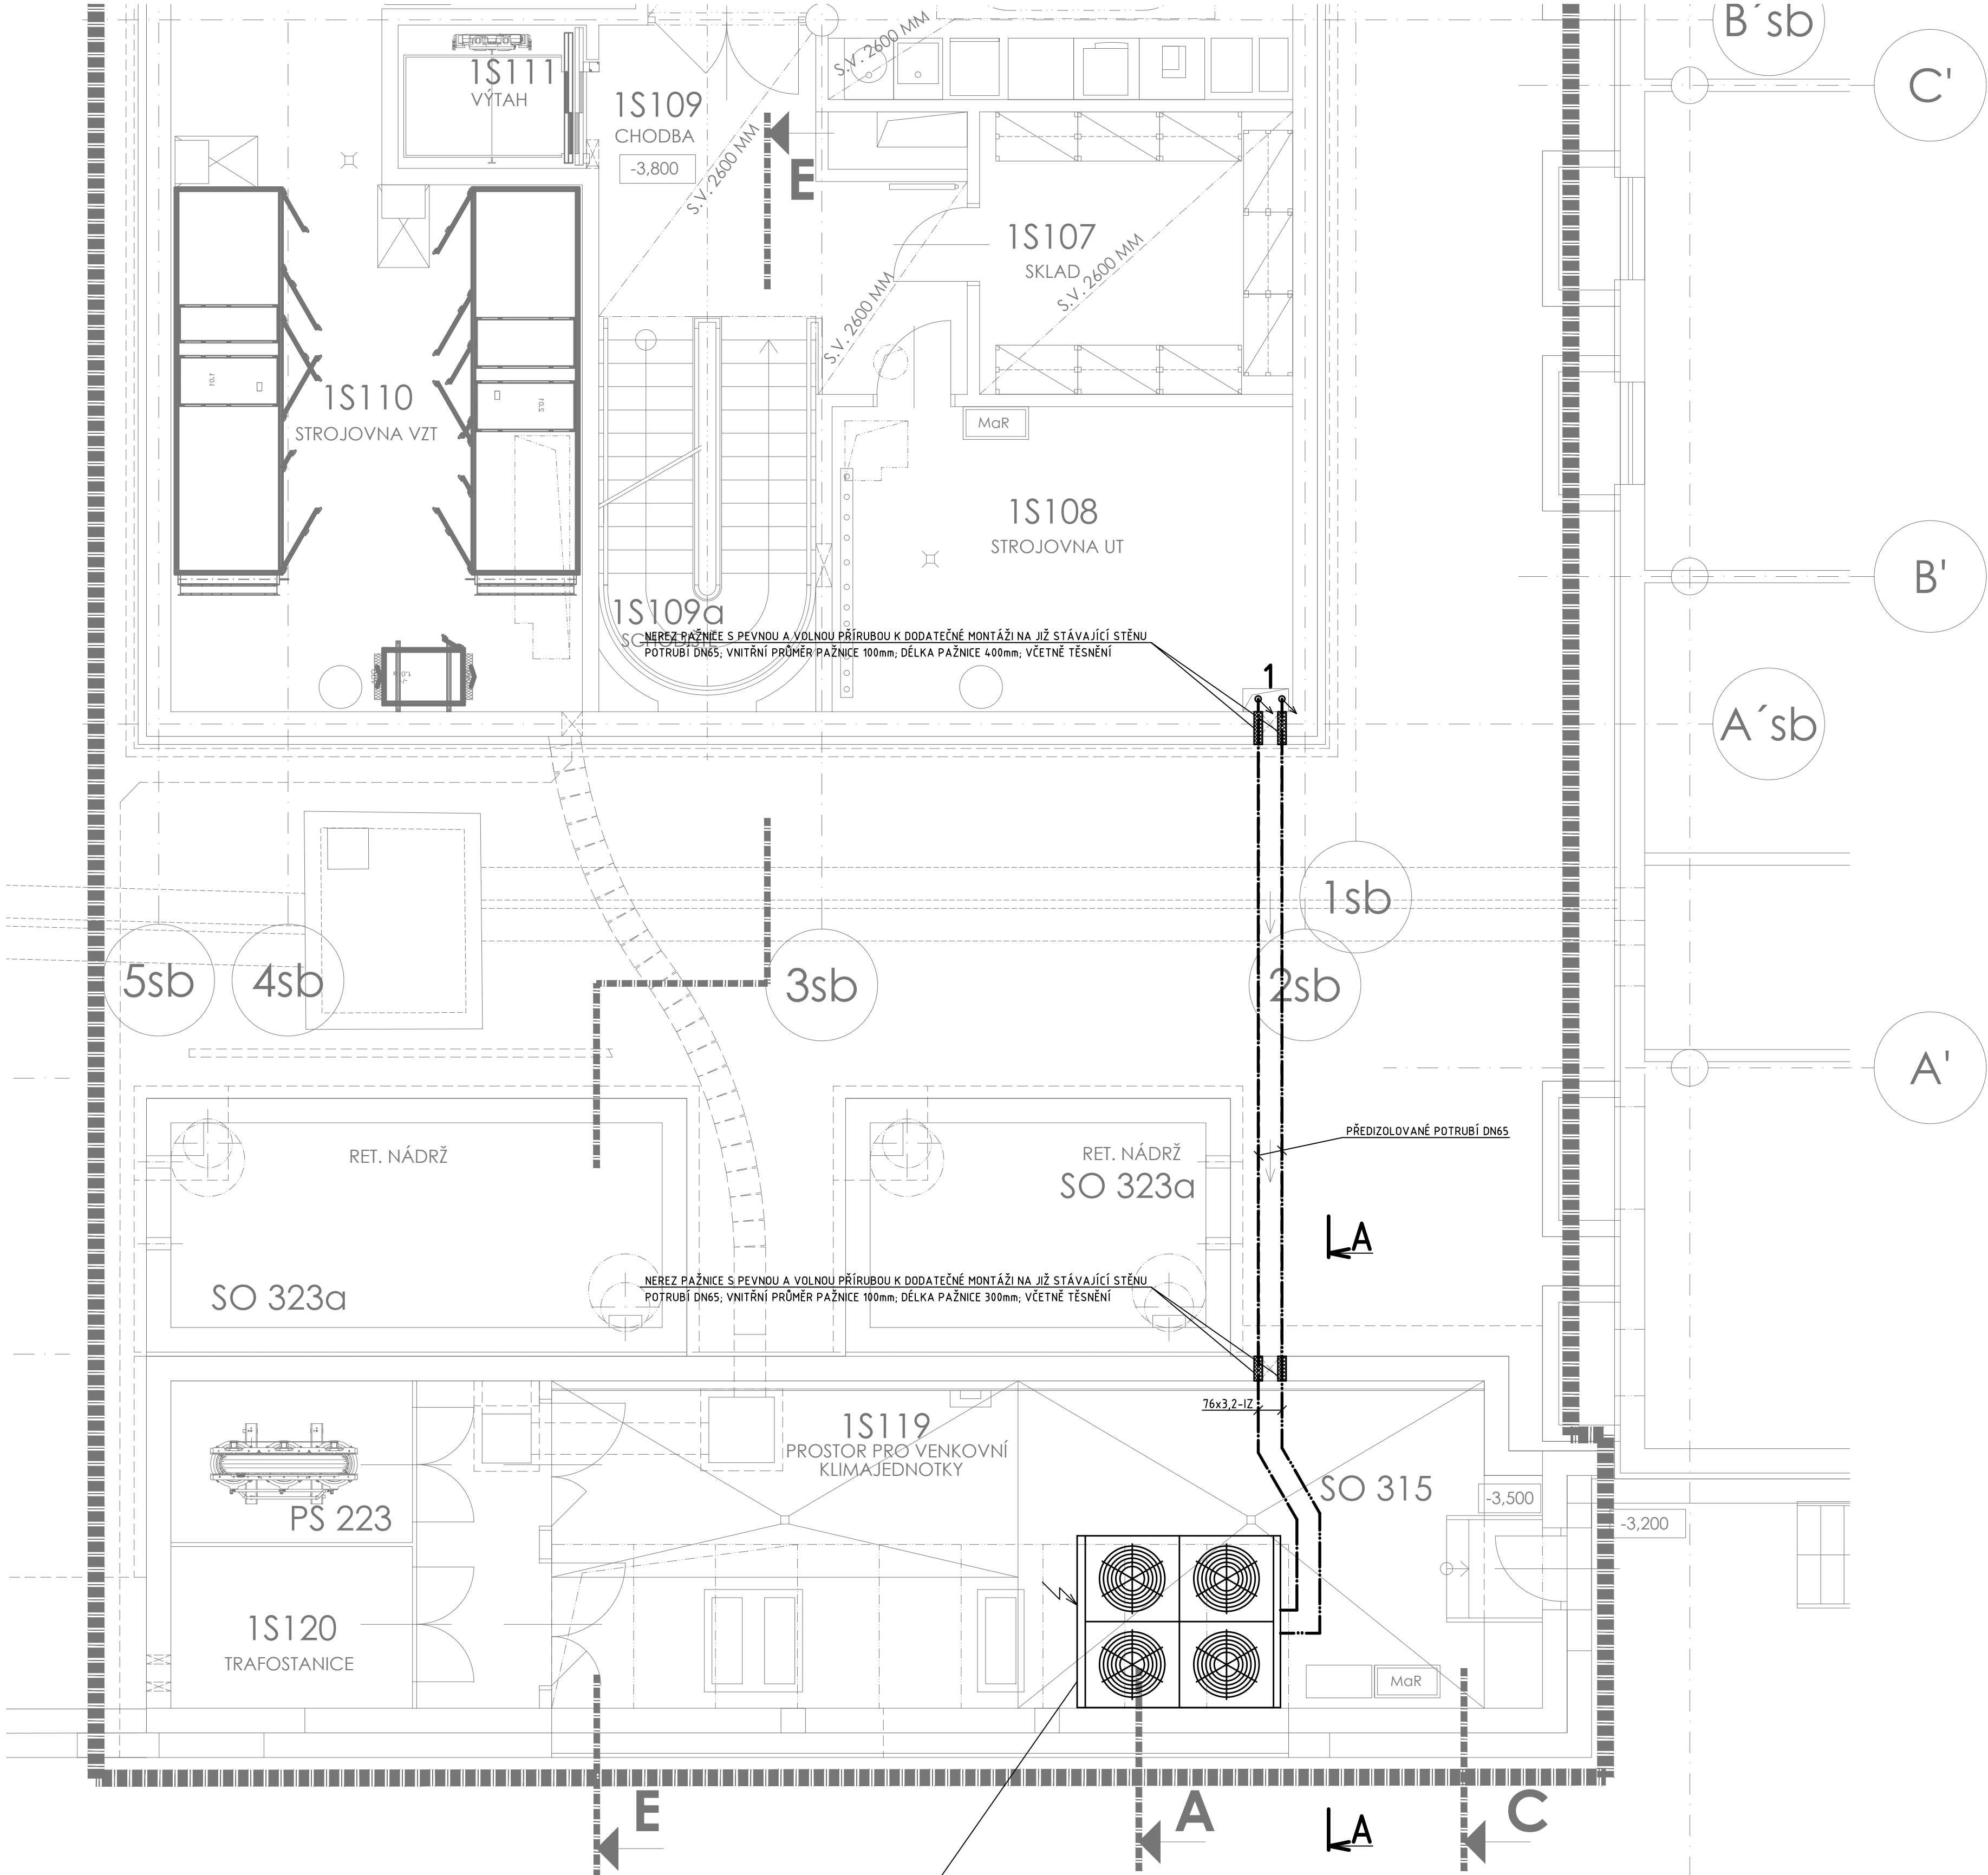 B´sb
C'
S.V. 2600 MM
1S111
VÝTAH
1S109
CHODBA
-3,800
S.V. 2600 MM
E
1S107
SKLAD
S.V. 2600 MM
S.V. 2600 MM
1S110
STROJOVNA VZT
MaR
1S108
STROJOVNA UT
B'
1S109a
SCHODIŠTĚ
NEREZ PAŽNICE S PEVNOU A VOLNOU PŘÍRUBOU K DODATEČNÉ MONTÁŽI NA JIŽ STÁVAJÍCÍ STĚNU
POTRUBÍ DN65; VNITŘNÍ PRŮMĚR PAŽNICE 100mm; DÉLKA PAŽNICE 400mm; VČETNĚ TĚSNĚNÍ
1
A´sb
1sb
5sb
4sb
3sb
2sb
A'
PŘEDIZOLOVANÉ POTRUBÍ DN65
RET. NÁDRŽ
RET. NÁDRŽ
SO 323a
A
NEREZ PAŽNICE S PEVNOU A VOLNOU PŘÍRUBOU K DODATEČNÉ MONTÁŽI NA JIŽ STÁVAJÍCÍ STĚNU
POTRUBÍ DN65; VNITŘNÍ PRŮMĚR PAŽNICE 100mm; DÉLKA PAŽNICE 300mm; VČETNĚ TĚSNĚNÍ
SO 323a
76x3,2-IZ
1S119
PROSTOR PRO VENKOVNÍ
KLIMAJEDNOTKY
SO 315
-3,500
PS 223
-3,200
1S120
TRAFOSTANICE
MaR
E
A
A
C